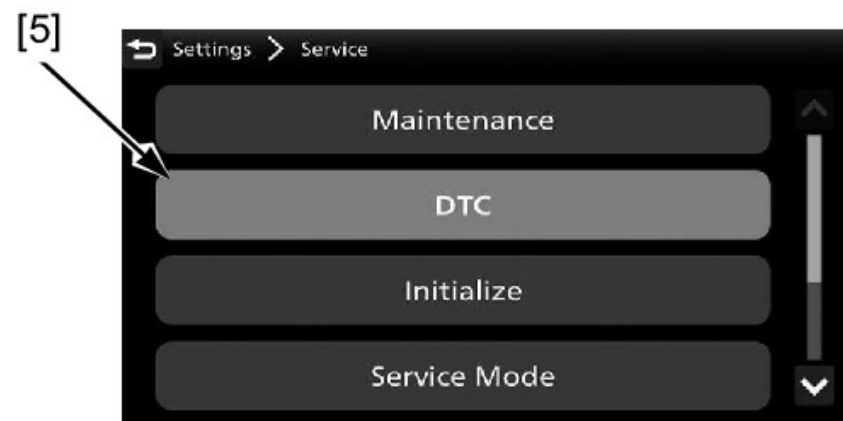 [5]
Settings > Service
Maintenance
DTC
Initialize
Service Mode